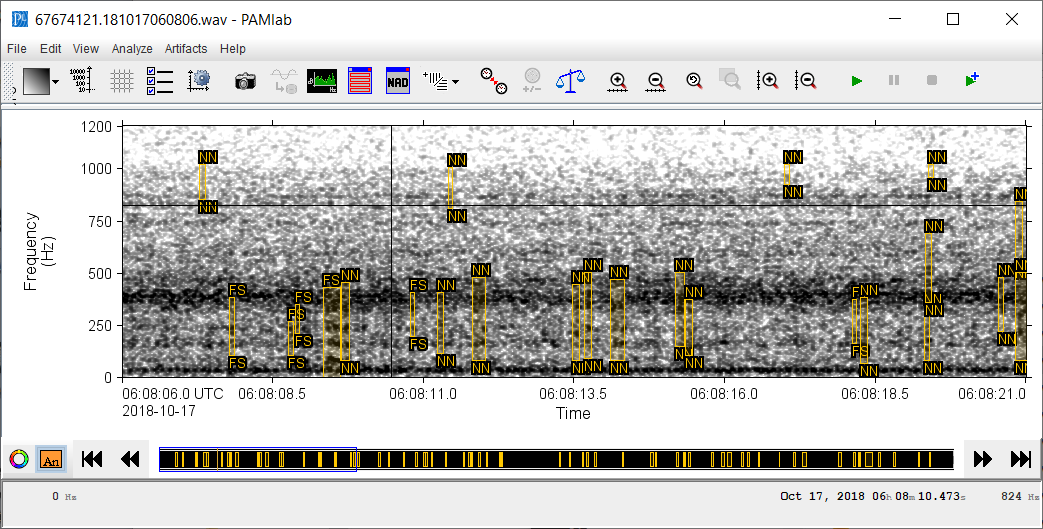 67674121.181017060806.wav - PAMlab
File Edit View Analyze Artifacts Help
10000
1000
100
10
NAD
+/-
1200
1000
750
500
250
0
Frequency
(Hz)
NN NN NN NN
NN NN NN NN
NN
NN
FS FS FS NN
FS FS FS NN
FS NN NN
FS NN NN
NN NN NN
NN NN
NN NN
NN NN
NN
FS NN
NN NN
NN NN
NN NN
NN NN
06:08:06.0 UTC 06:08:08.5 06:08:11.0 06:08:13.5 06:08:16.0 06:08:18.5 06:08:21.0
2018-10-17
Time
An
0 Hz Oct 17, 2018 06h 08m 10.473s 824 Hz